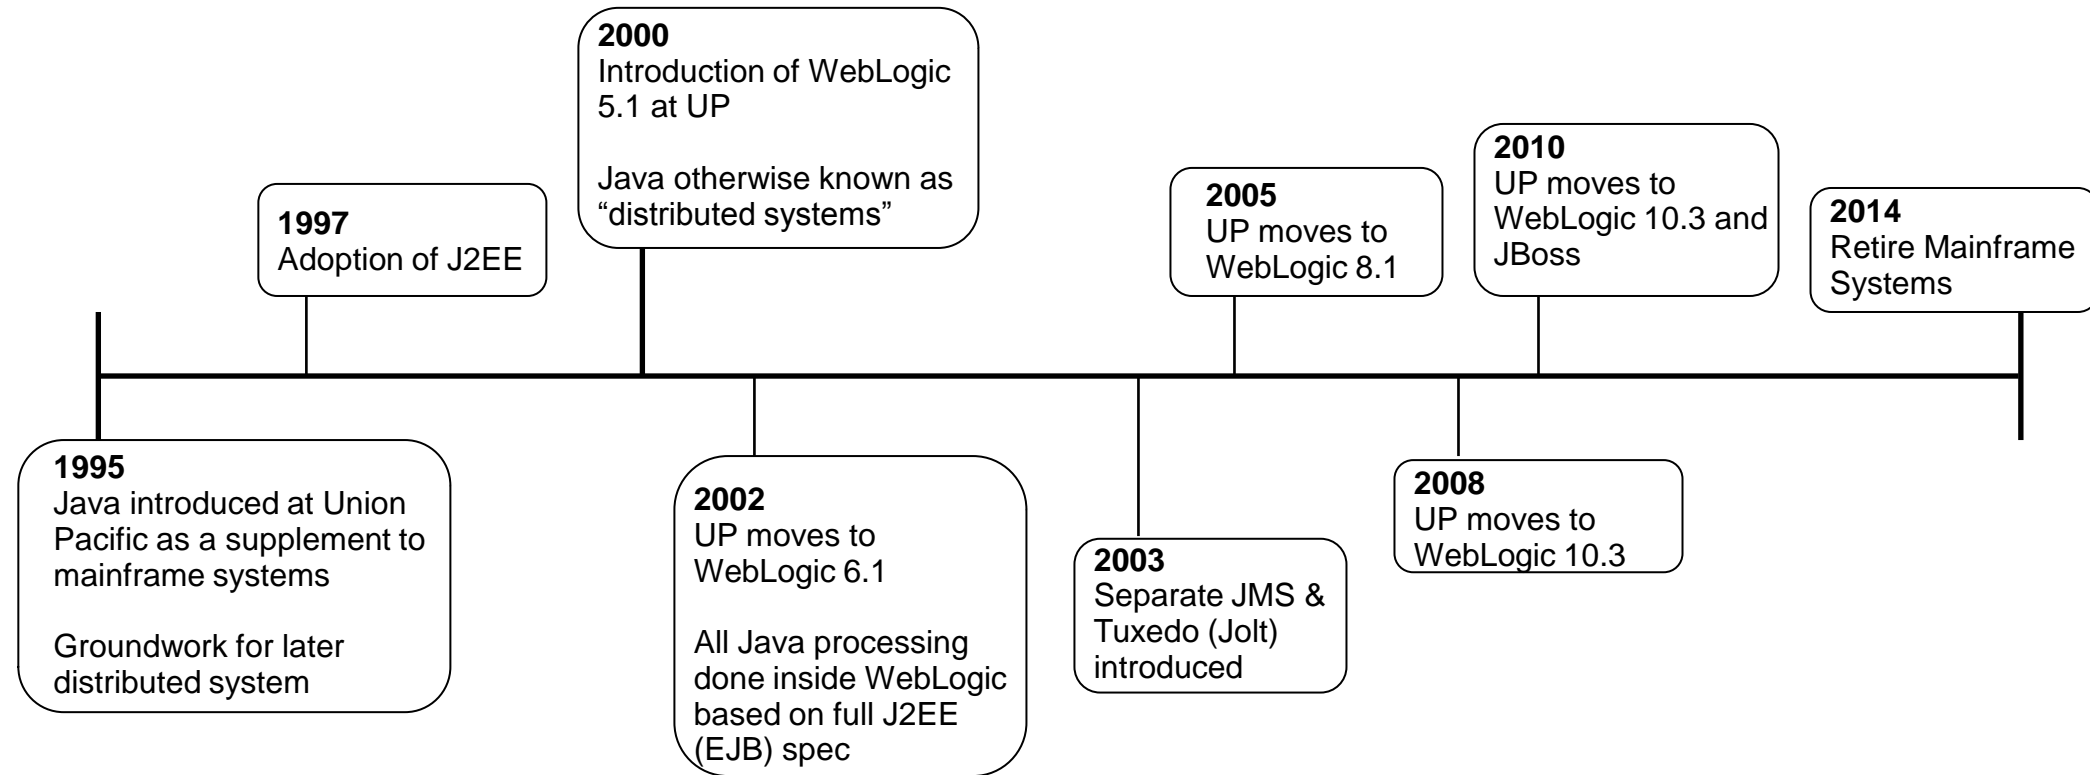 1995
Java introduced at Union
Pacific as a supplement to
mainframe systems
Groundwork for later
distributed system
1997
Adoption of J2EE
2000
Introduction of WebLogic
5.1 at UP
Java otherwise known as
“distributed systems”
2002
UP moves to
WebLogic 6.1
All Java processing
done inside WebLogic
based on full J2EE
(EJB) spec
2003
Separate JMS &
Tuxedo (Jolt)
introduced
2005
UP moves to
WebLogic 8.1
2008
UP moves to
WebLogic 10.3
2010
UP moves to
WebLogic 10.3 and
JBoss
2014
Retire Mainframe
Systems